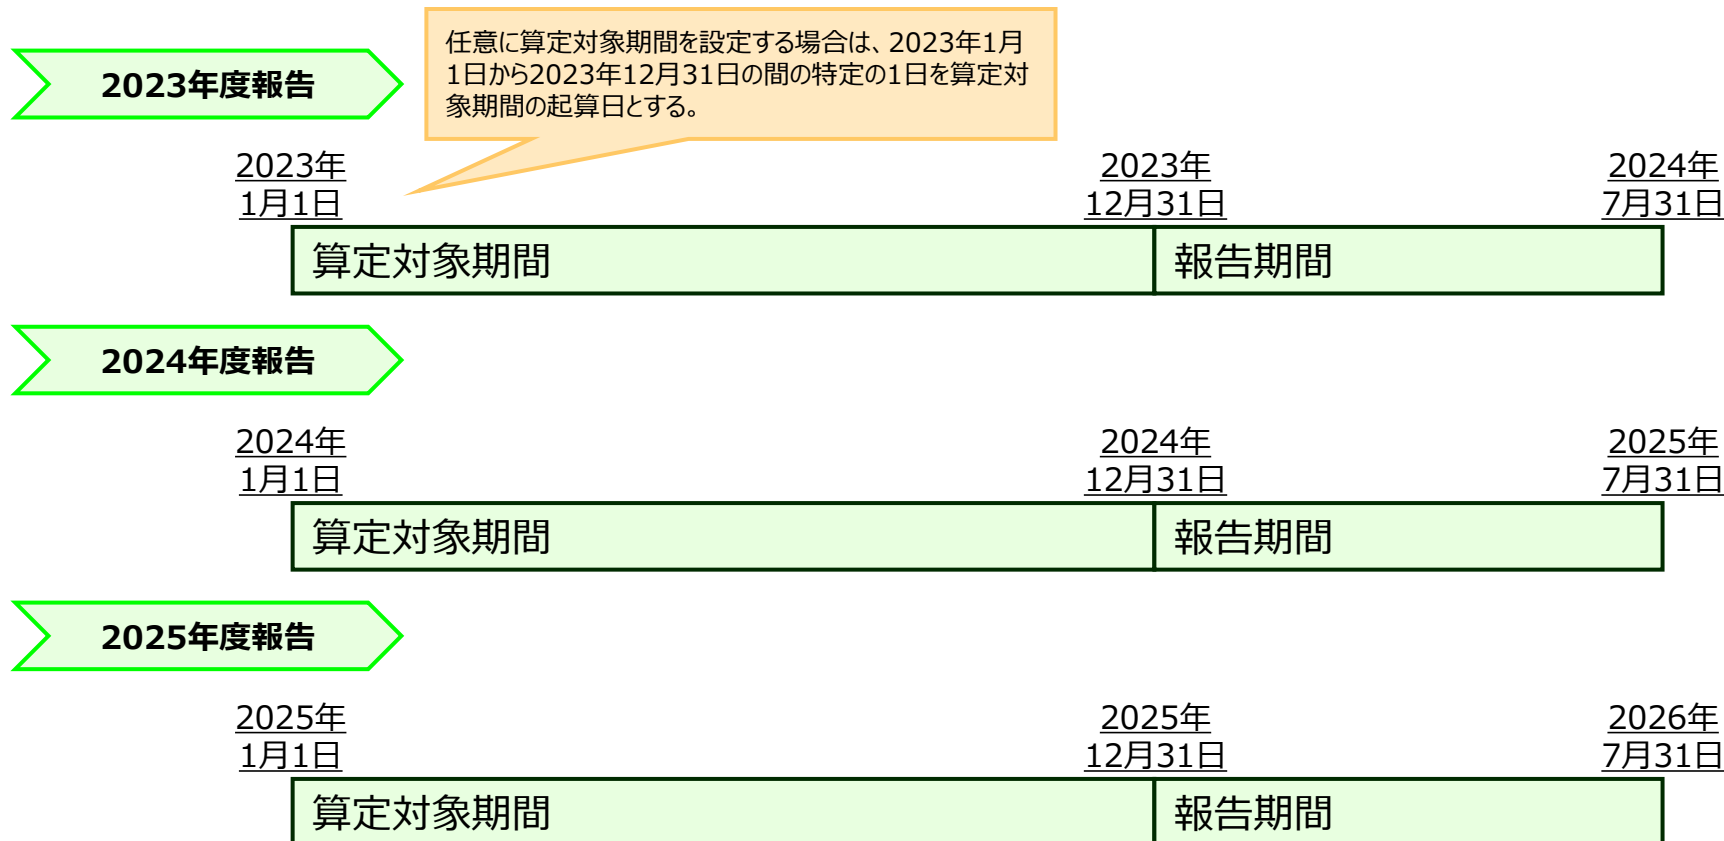 2023年度報告
任意に算定対象期間を設定する場合は、2023年1月
1日から2023年12月31日の間の特定の1日を算定対
象期間の起算日とする。
2023年
1月1日
2023年
12月31日
2024年
7月31日
算定対象期間
報告期間
2024年度報告
2024年
1月1日
2024年
12月31日
2025年
7月31日
算定対象期間
報告期間
2025年度報告
2025年
1月1日
2025年
12月31日
2026年
7月31日
算定対象期間
報告期間